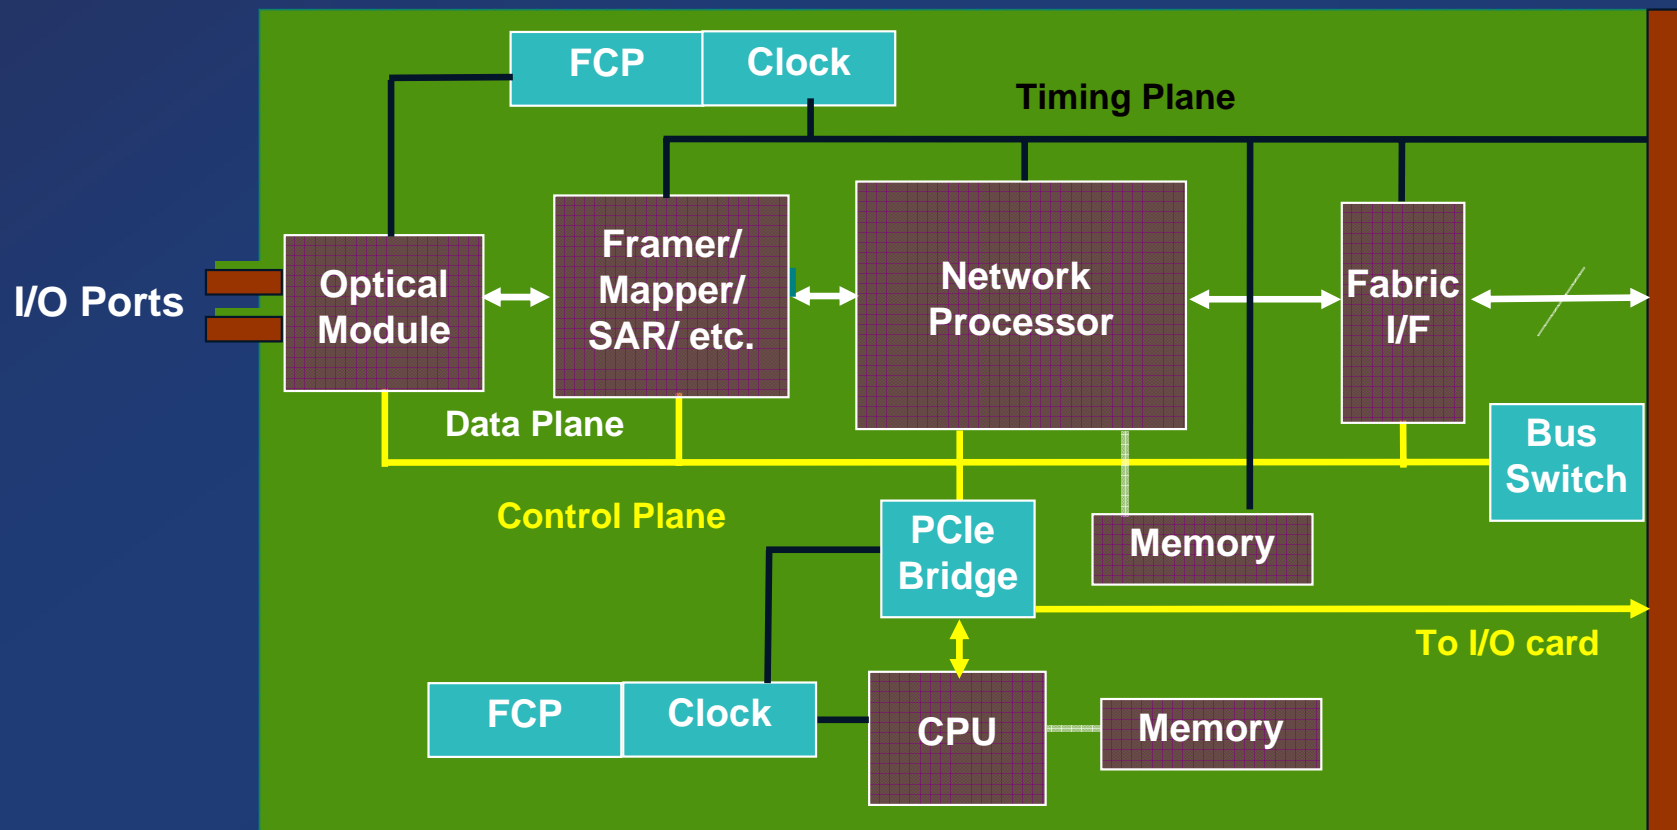 FCP
Clock
Timing Plane
I/O Ports
Optical
Module
Framer/
Mapper/
SAR/ etc.
Network
Processor
Fabric
I/F
Data Plane
Bus
Switch
Control Plane
PCIe
Bridge
Memory
To I/O card
FCP
Clock
CPU
Memory